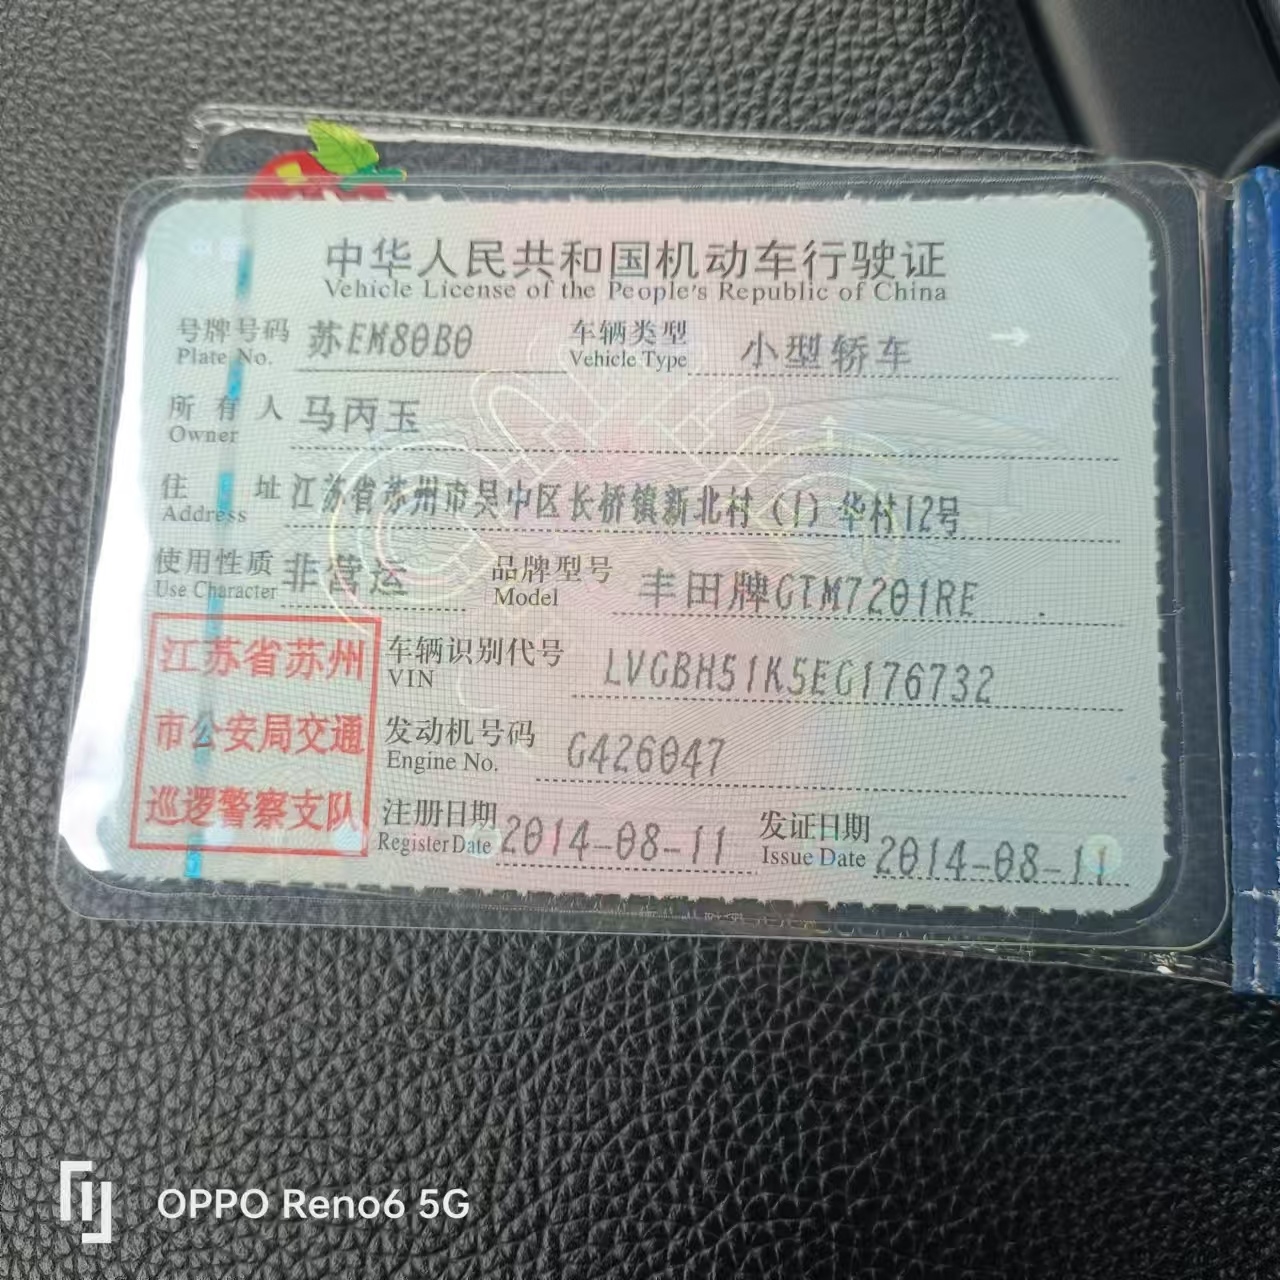 中华人民共和国机动车行驶证
Vehicle License of the People's Republic of China
号牌号码 苏EM80B0 车辆类型 小型轿车
Plate No. Vehicle Type
所有人 马丙玉
Owner
住址 江苏省苏州市吴中区长桥镇新北村（1）华村12号
Address
使用性质 非营运 品牌型号 丰田牌GTM7201RE
Use Character Model
江苏省苏州
市公安局交通
巡逻警察支队
车辆识别代号 LVGBH51K5EG176732
VIN
发动机号码 G426047
Engine No.
注册日期 2014-08-11 发证日期 2014-08-11
Register Date Issue Date
OPPO Reno6 5G